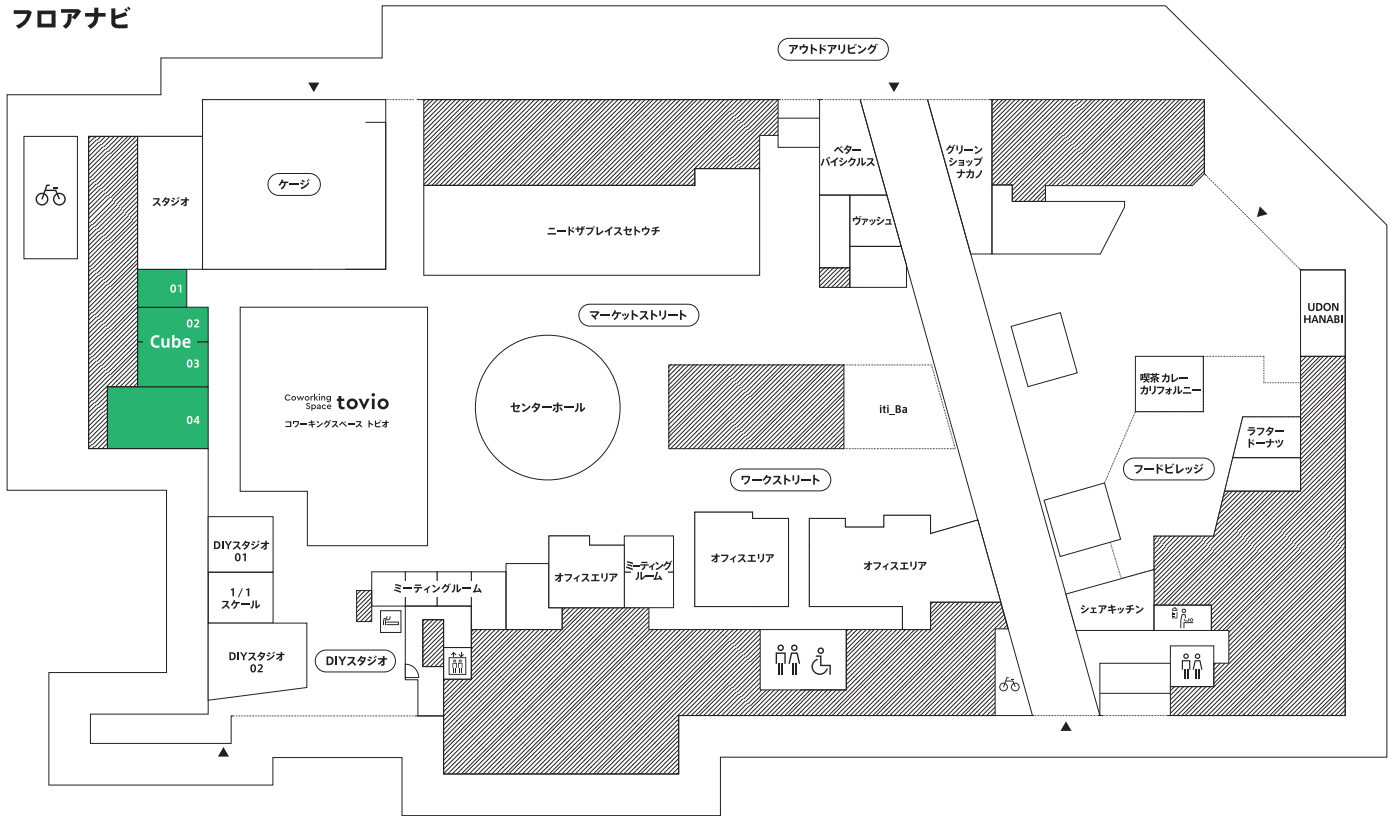 フロアナビ
アウトドアリビング
ケージ
スタジオ
ベター
バイシクルス
グリーン
ショップ
ナカノ
ヴァッシュ
ニードザプレイスセトウチ
01
02
Cube
03
04
マーケットストリート
UDON
HANABI
Coworking
Space tovio
コワーキングスペース トビオ
センターホール
iti_Ba
喫茶 カレー
カリフォルニー
ラフター
ドーナツ
フードビレッジ
ワークストリート
DIYスタジオ
01
1/1
スケール
DIYスタジオ
02
DIYスタジオ
ミーティングルーム
オフィスエリア
ミーティング
ルーム
オフィスエリア
オフィスエリア
シェアキッチン